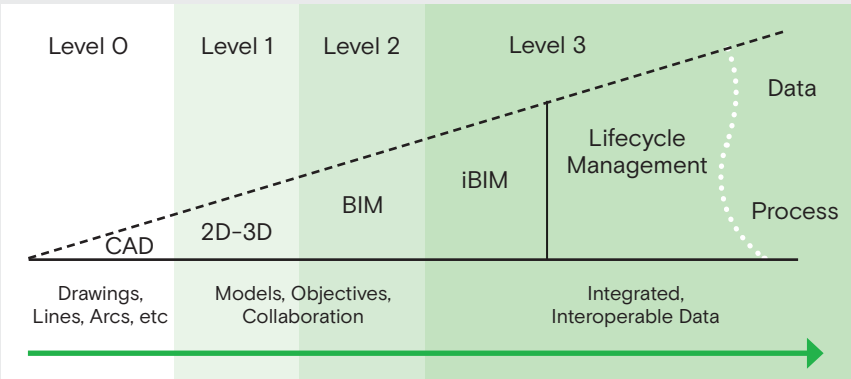 Level 0
Level 1
Level 2
Level 3
Data
Lifecycle
Management
iBIM
BIM
Process
2D-3D
CAD
Drawings,
Lines, Arcs, etc
Models, Objectives,
Collaboration
Integrated,
Interoperable Data